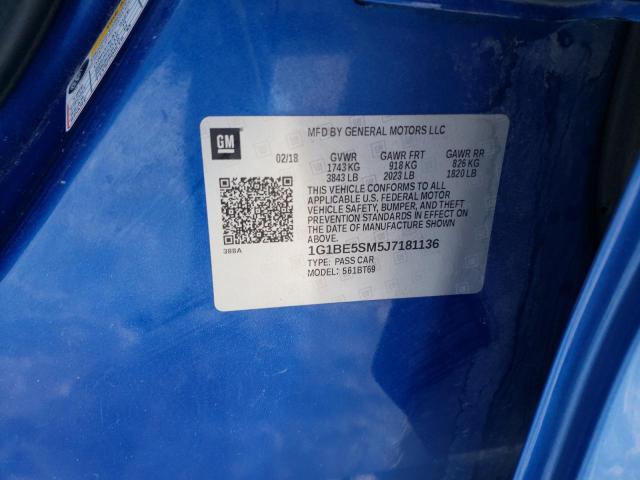 GM
MFD BY GENERAL MOTORS LLC
02/18 GVWR GAWR FRT GAWR RR
1743 KG 918 KG 826 KG
3843 LB 2023 LB 1820 LB
THIS VEHICLE CONFORMS TO ALL
APPLICABLE U.S. FEDERAL MOTOR
VEHICLE SAFETY, BUMPER, AND THEFT
PREVENTION STANDARDS IN EFFECT ON
THE DATE OF MANUFACTURE SHOWN
ABOVE.
388A
1G1BE5SM5J7181136
TYPE: PASS CAR
MODEL: 561BT69